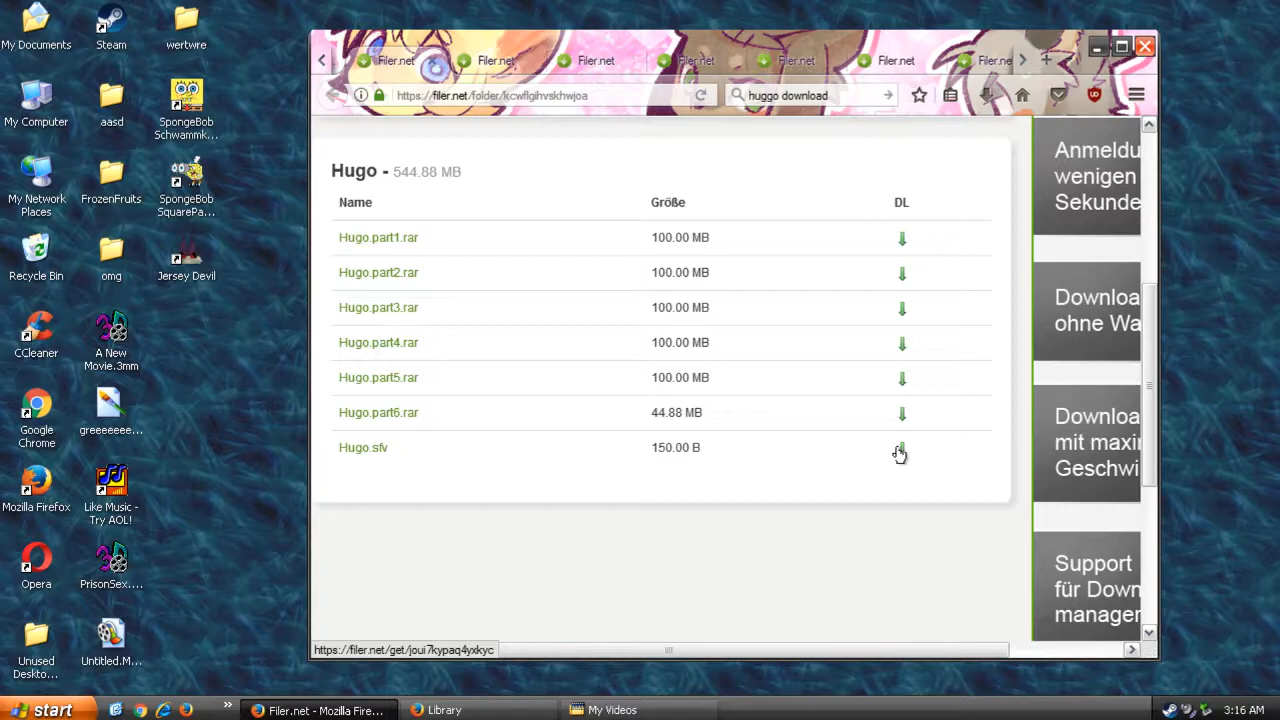 My Documents
Steam
wertwre
My Computer
aasd
SpongeBob
Schwammk...
My Network
Places
FrozenFruits
SpongeBob
SquarePa...
Recycle Bin
omg
Jersey Devil
CCleaner
A New
Movie.3mm
Google
Chrome
greeeeeee...
Mozilla Firefox
Like Music -
Try AOL!
Opera
PrisonSex....
Unused
Deskto...
Untitled.M...
Filer.net
Filer.net
Filer.net
Filer.net
Filer.net
Filer.net
Filer.ne
https://filer.net/folder/kcwflgihvskhwjoa
huggo download
Hugo - 544.88 MB
Name Größe DL
Hugo.part1.rar 100.00 MB
Hugo.part2.rar 100.00 MB
Hugo.part3.rar 100.00 MB
Hugo.part4.rar 100.00 MB
Hugo.part5.rar 100.00 MB
Hugo.part6.rar 44.88 MB
Hugo.sfv 150.00 B
Anmeldu
wenigen
Sekunde
Downloa
ohne Wa
Downloa
mit maxi
Geschwi
Support
für Down
manager
https://filer.net/get/joui7kypaq4yxkyc
start
Filer.net - Mozilla Fire...
Library
My Videos
3:16 AM